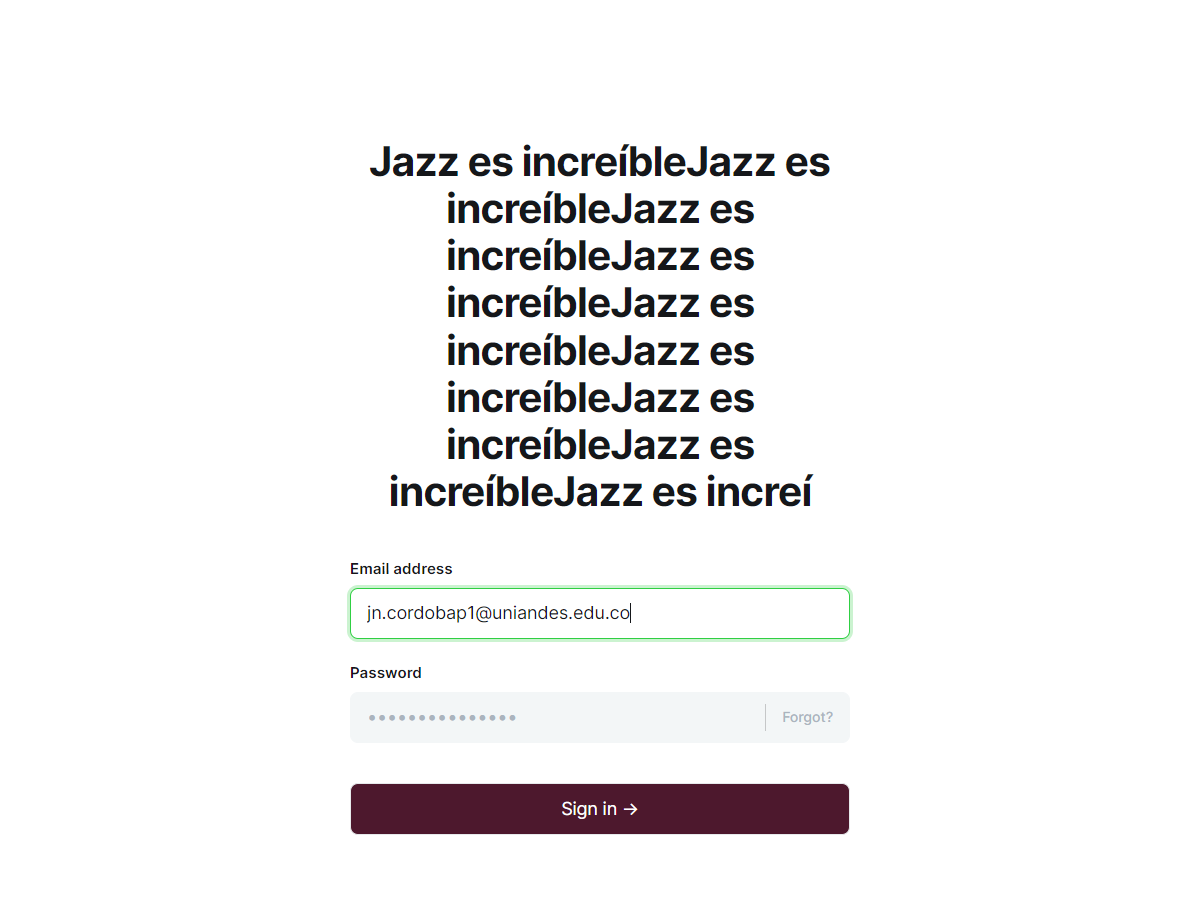 Jazz es increíbleJazz es
increíbleJazz es
increíbleJazz es
increíbleJazz es
increíbleJazz es
increíbleJazz es
increíbleJazz es
increíbleJazz es increí
Email address
jn.cordobap1@uniandes.edu.co
Password
•••••••••••••••
Forgot?
Sign in →